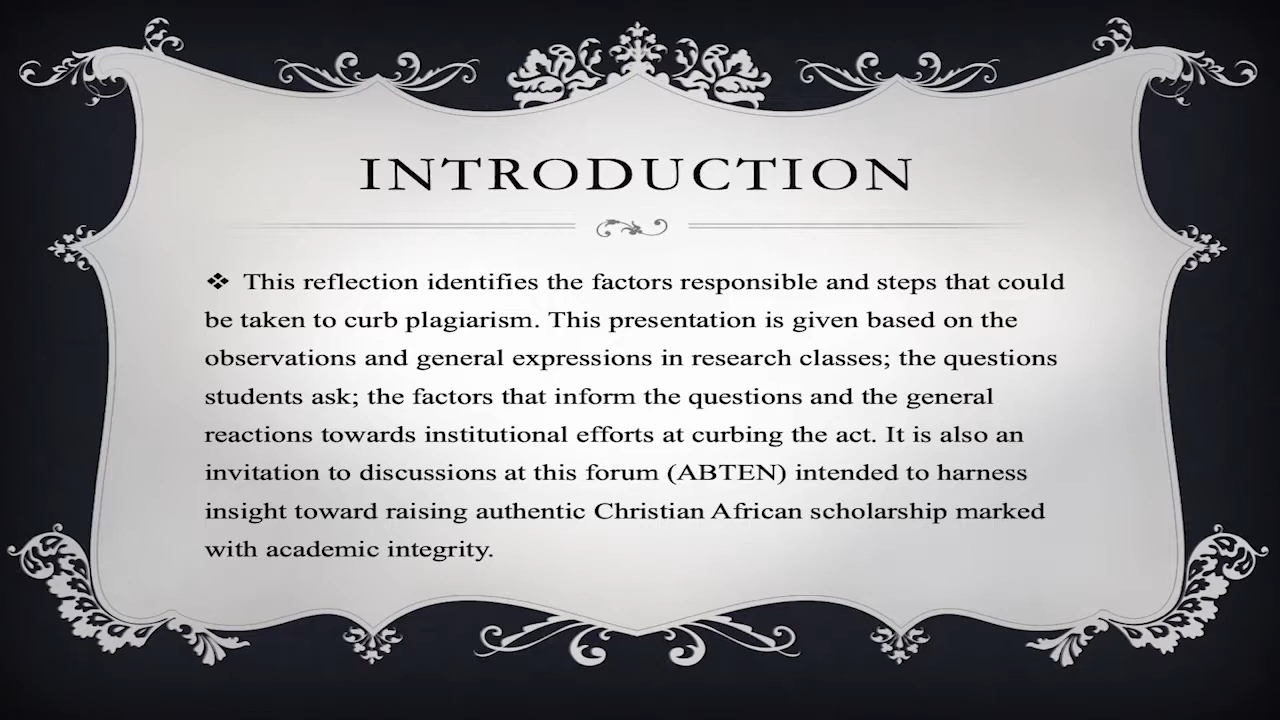 INTRODUCTION
❖ This reflection identifies the factors responsible and steps that could
be taken to curb plagiarism. This presentation is given based on the
observations and general expressions in research classes; the questions
students ask; the factors that inform the questions and the general
reactions towards institutional efforts at curbing the act. It is also an
invitation to discussions at this forum (ABTEN) intended to harness
insight toward raising authentic Christian African scholarship marked
with academic integrity.